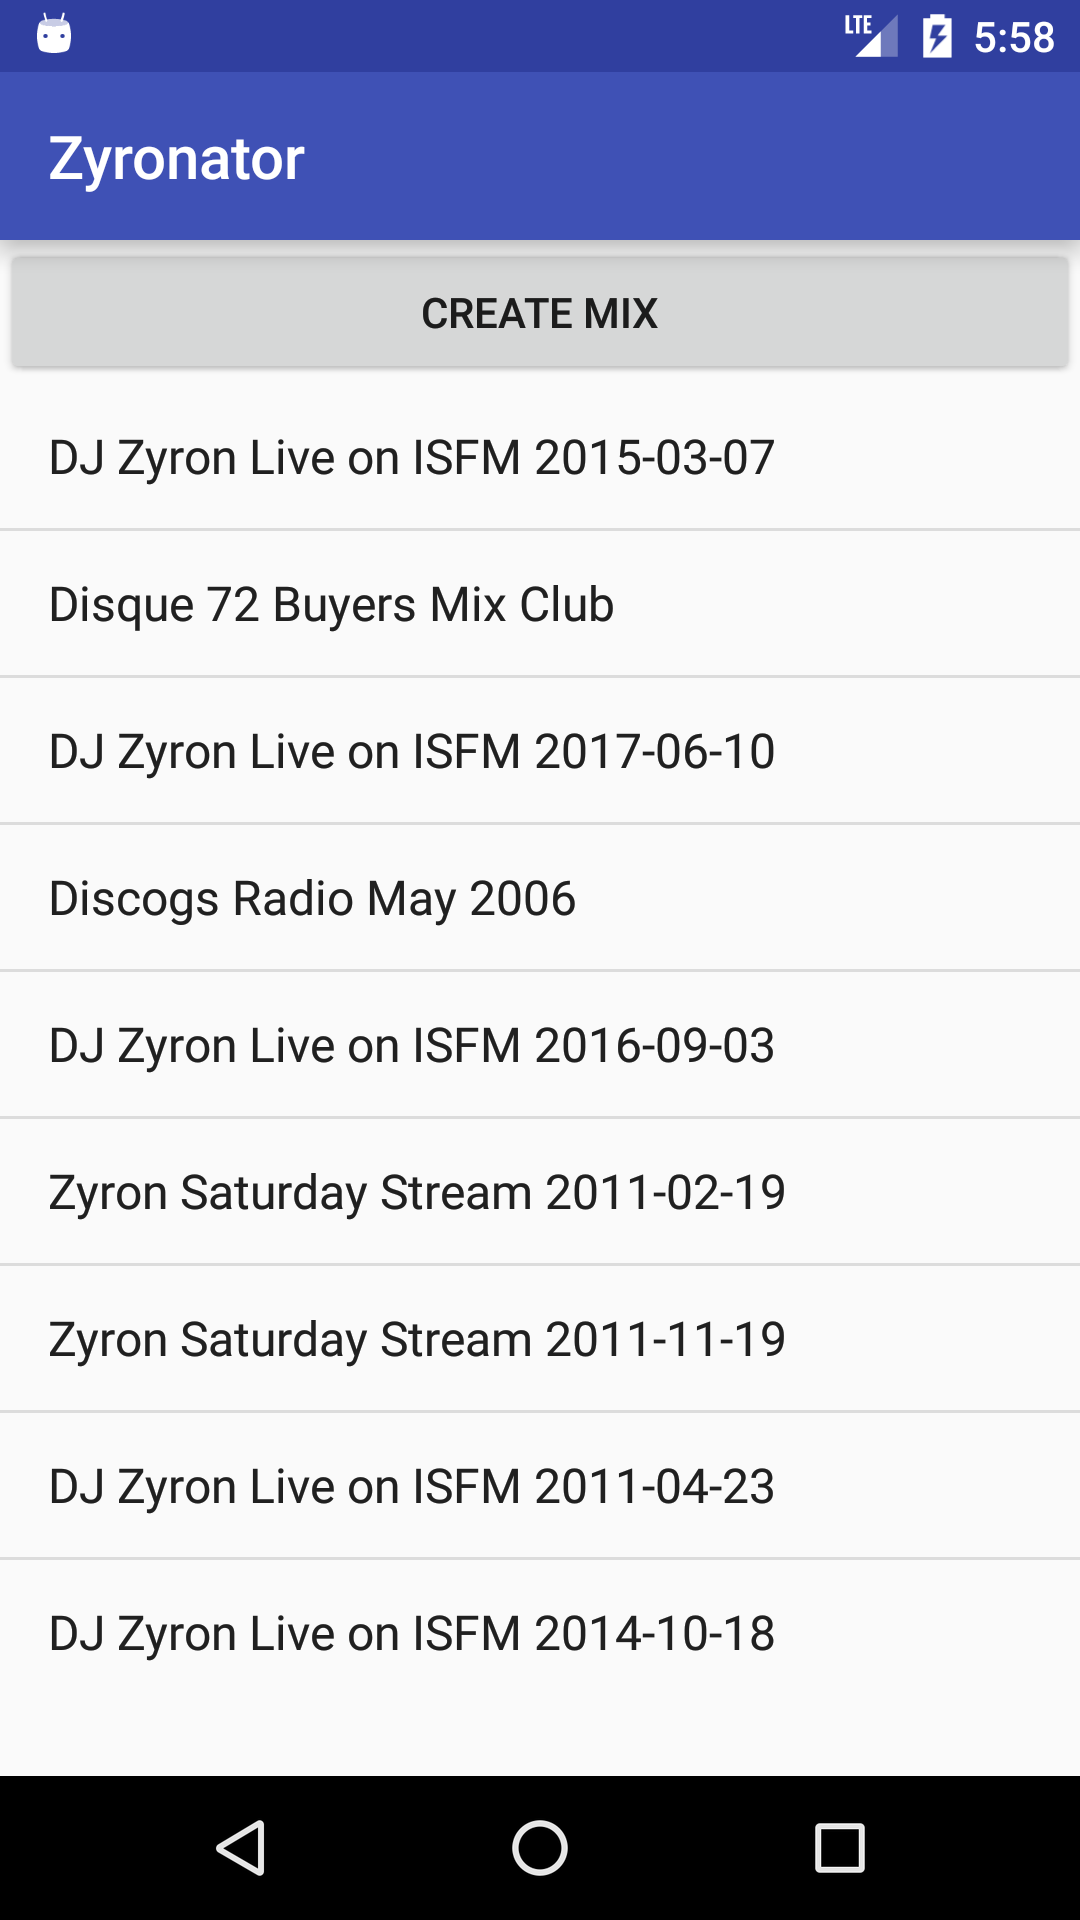 LTE 5:58
Zyronator
CREATE MIX
DJ Zyron Live on ISFM 2015-03-07
Disque 72 Buyers Mix Club
DJ Zyron Live on ISFM 2017-06-10
Discogs Radio May 2006
DJ Zyron Live on ISFM 2016-09-03
Zyron Saturday Stream 2011-02-19
Zyron Saturday Stream 2011-11-19
DJ Zyron Live on ISFM 2011-04-23
DJ Zyron Live on ISFM 2014-10-18